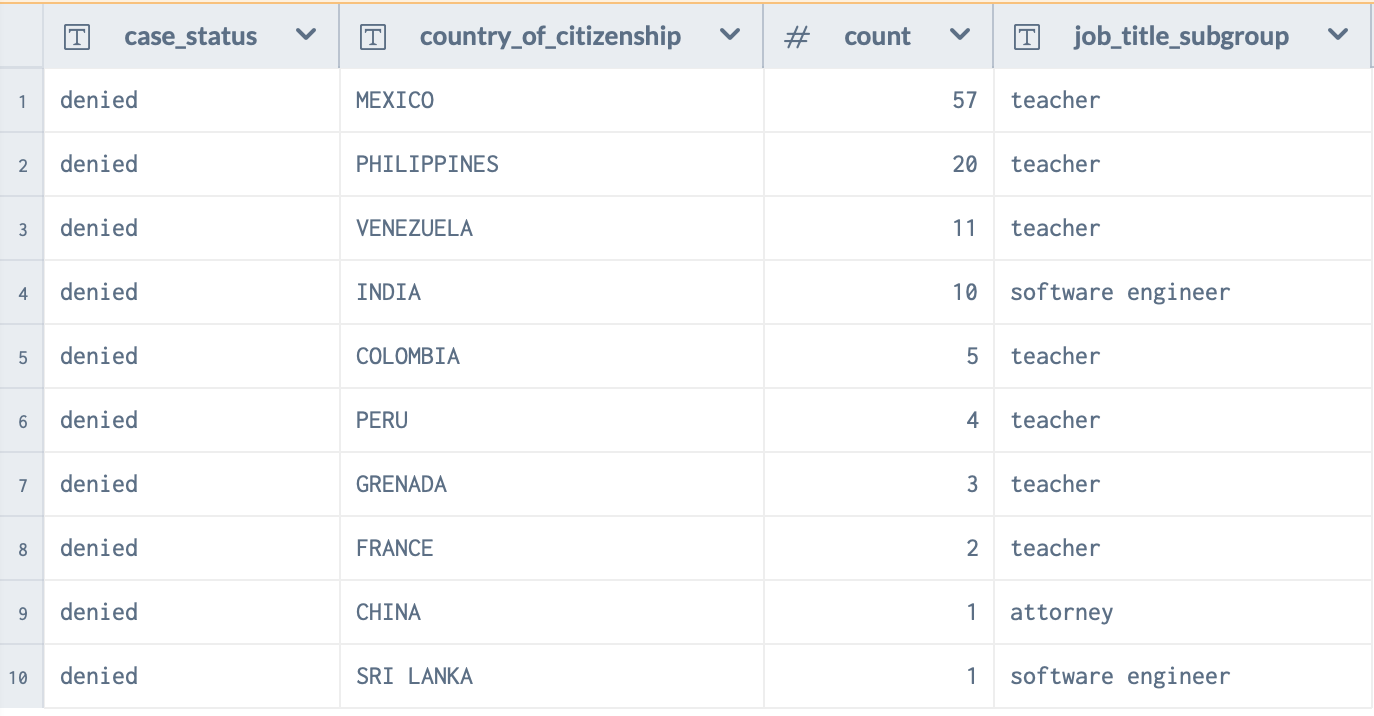 case_status country_of_citizenship # count job_title_subgroup
1 denied MEXICO 57 teacher
2 denied PHILIPPINES 20 teacher
3 denied VENEZUELA 11 teacher
4 denied INDIA 10 software engineer
5 denied COLOMBIA 5 teacher
6 denied PERU 4 teacher
7 denied GRENADA 3 teacher
8 denied FRANCE 2 teacher
9 denied CHINA 1 attorney
10 denied SRI LANKA 1 software engineer